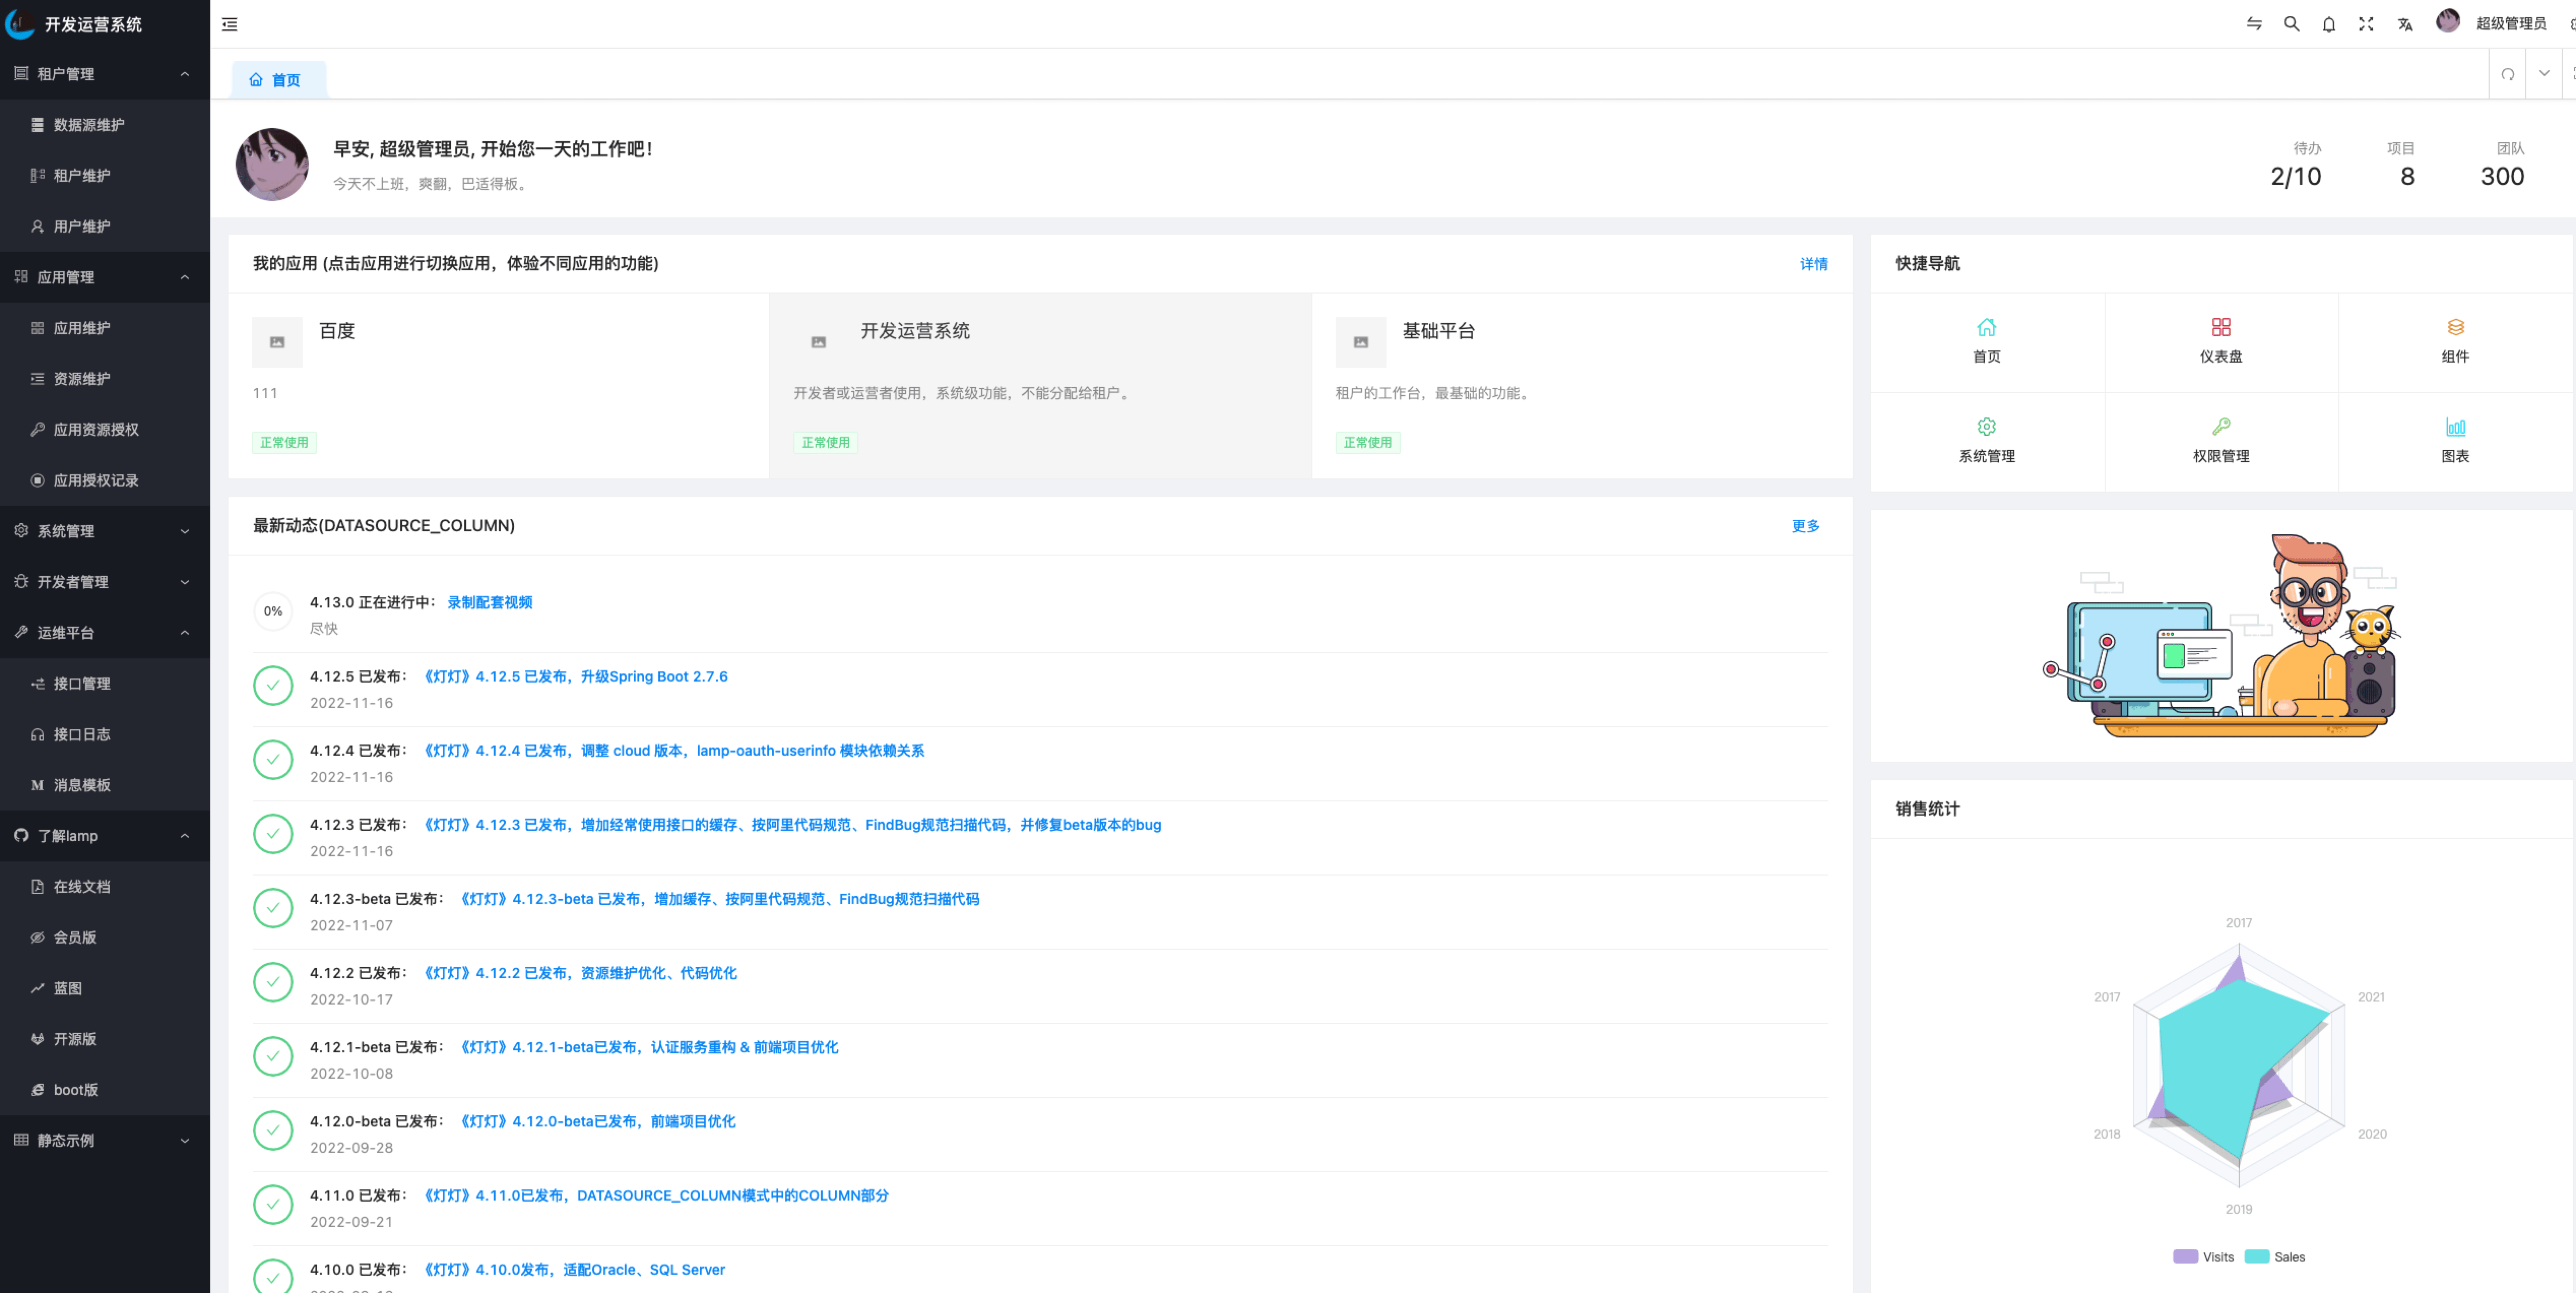 开发运营系统
超级管理员
租户管理
数据源维护
租户维护
用户维护
应用管理
应用维护
资源维护
应用资源授权
应用授权记录
系统管理
开发者管理
运维平台
接口管理
接口日志
消息模板
了解lamp
在线文档
会员版
蓝图
开源版
boot版
静态示例
首页
早安, 超级管理员, 开始您一天的工作吧!
今天不上班，爽翻，巴适得板。
待办
2/10
项目
8
团队
300
我的应用 (点击应用进行切换应用，体验不同应用的功能)
详情
百度
111
正常使用
开发运营系统
开发者或运营者使用，系统级功能，不能分配给租户。
正常使用
基础平台
租户的工作台，最基础的功能。
正常使用
最新动态(DATASOURCE_COLUMN)
更多
0%
4.13.0 正在进行中： 录制配套视频
尽快
4.12.5 已发布： 《灯灯》4.12.5 已发布，升级Spring Boot 2.7.6
2022-11-16
4.12.4 已发布： 《灯灯》4.12.4 已发布，调整 cloud 版本，lamp-oauth-userinfo 模块依赖关系
2022-11-16
4.12.3 已发布： 《灯灯》4.12.3 已发布，增加经常使用接口的缓存、按阿里代码规范、FindBug规范扫描代码，并修复beta版本的bug
2022-11-16
4.12.3-beta 已发布： 《灯灯》4.12.3-beta 已发布，增加缓存、按阿里代码规范、FindBug规范扫描代码
2022-11-07
4.12.2 已发布： 《灯灯》4.12.2 已发布，资源维护优化、代码优化
2022-10-17
4.12.1-beta 已发布： 《灯灯》4.12.1-beta已发布，认证服务重构 & 前端项目优化
2022-10-08
4.12.0-beta 已发布： 《灯灯》4.12.0-beta已发布，前端项目优化
2022-09-28
4.11.0 已发布： 《灯灯》4.11.0已发布，DATASOURCE_COLUMN模式中的COLUMN部分
2022-09-21
4.10.0 已发布： 《灯灯》4.10.0发布，适配Oracle、SQL Server
快捷导航
首页
仪表盘
组件
系统管理
权限管理
图表
销售统计
2017
2017
2021
2018
2020
2019
Visits
Sales